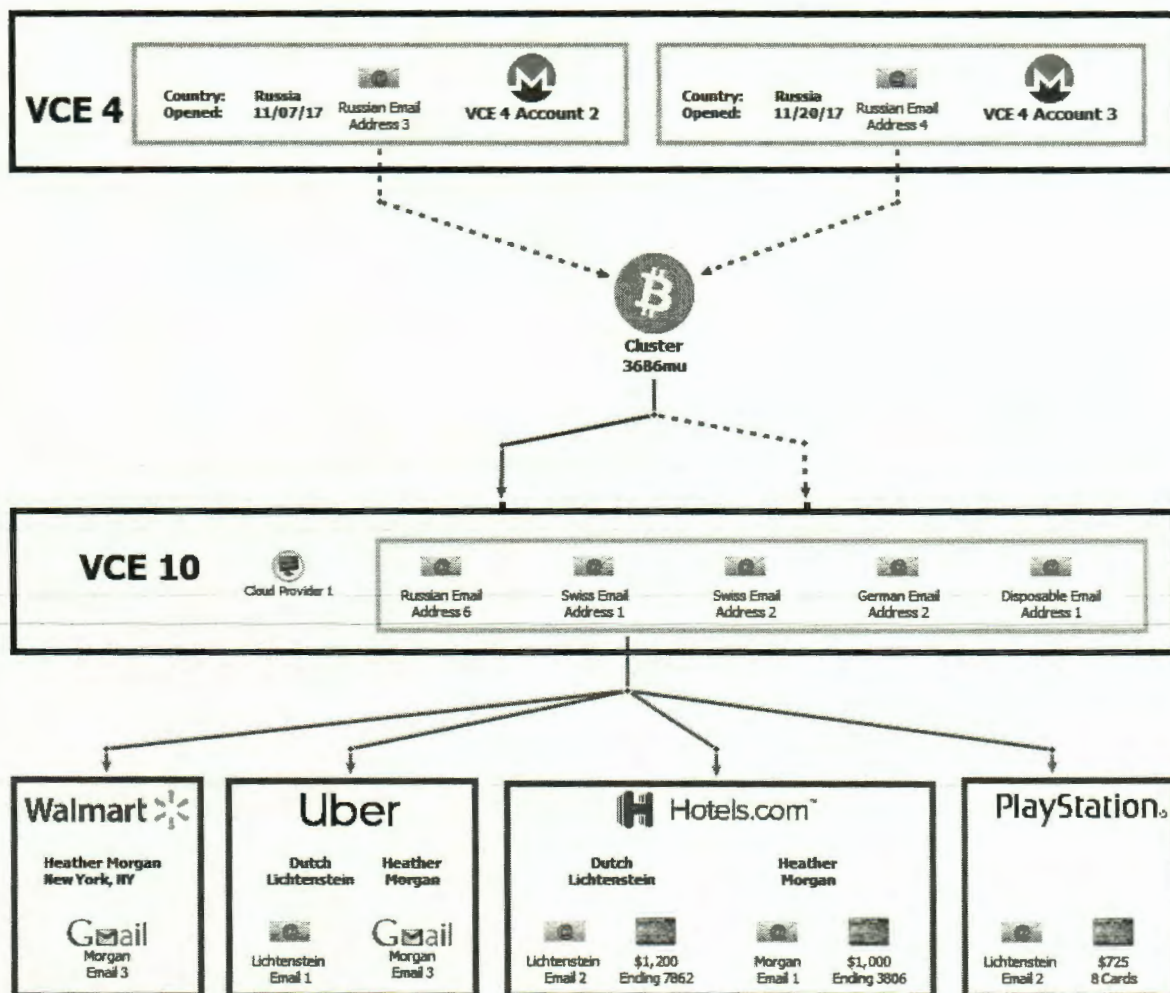 VCE 4
Country: Russia
Opened: 11/07/17
Russian Email
Address 3
VCE 4 Account 2
Country: Russia
Opened: 11/20/17
Russian Email
Address 4
VCE 4 Account 3
Cluster
3686mu
VCE 10
Cloud Provider 1
Russian Email
Address 6
Swiss Email
Address 1
Swiss Email
Address 2
German Email
Address 2
Disposable Email
Address 1
Walmart
Heather Morgan
New York, NY
Gmail
Morgan
Email 3
Uber
Dutch
Lichtenstein
Heather
Morgan
Lichtenstein
Email 1
Gmail
Morgan
Email 3
H Hotels.com™
Dutch
Lichtenstein
Heather
Morgan
Lichtenstein
Email 2
$1,200
Ending 7862
Morgan
Email 1
$1,000
Ending 3806
PlayStation®
Lichtenstein
Email 2
$725
8 Cards